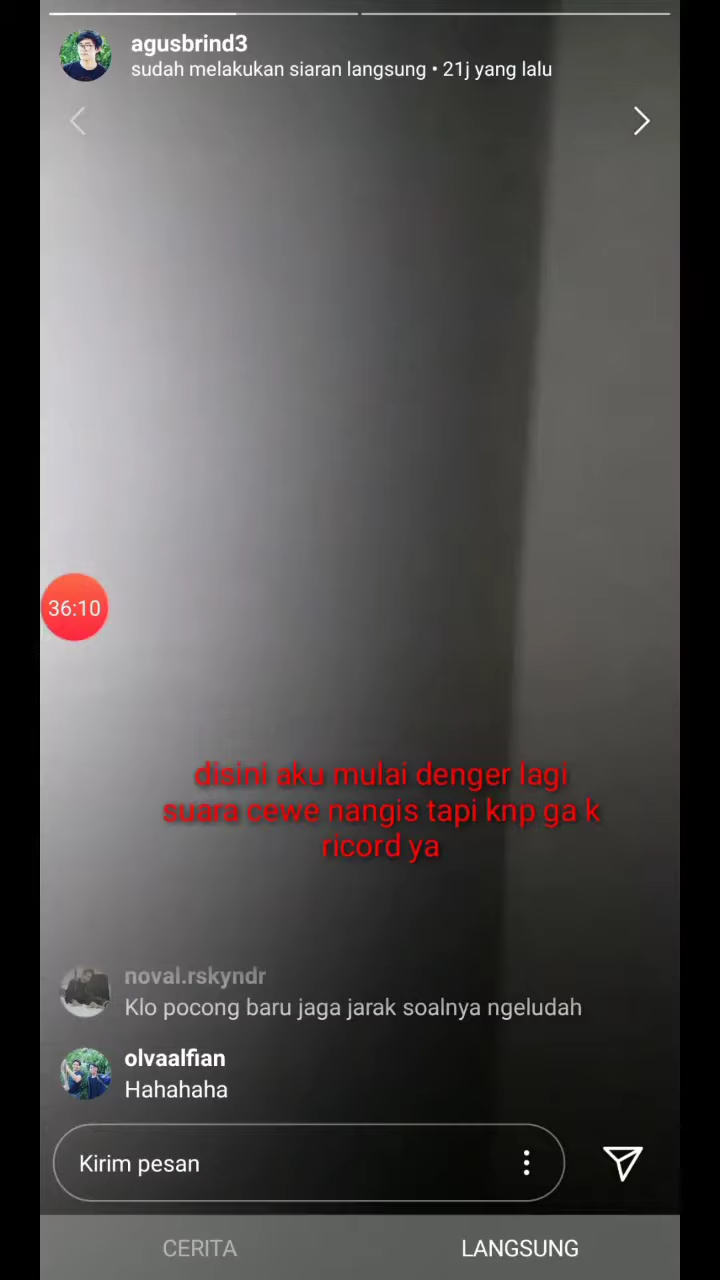 agusbrind3
sudah melakukan siaran langsung • 21j yang lalu
36:10
disini aku mulai denger lagi
suara cewe nangis tapi knp ga k
ricord ya
noval.rskyndr
Klo pocong baru jaga jarak soalnya ngeludah
olvaalfian
Hahahaha
Kirim pesan
CERITA
LANGSUNG